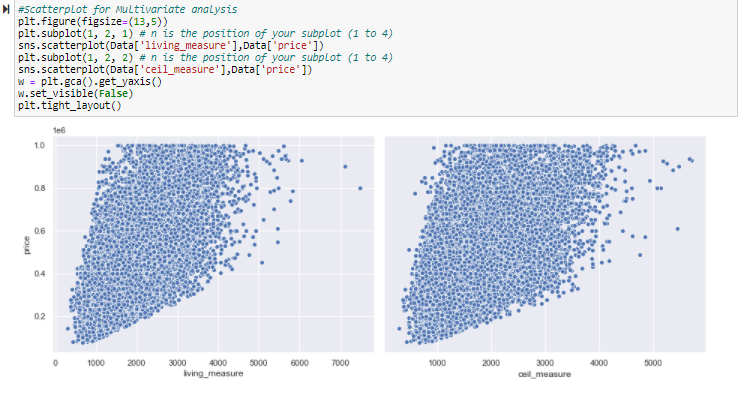 #Scatterplot for Multivariate analysis
plt.figure(figsize=(13,5))
plt.subplot(1, 2, 1) # n is the position of your subplot (1 to 4)
sns.scatterplot(Data['living_measure'],Data['price'])
plt.subplot(1, 2, 2) # n is the position of your subplot (1 to 4)
sns.scatterplot(Data['ceil_measure'],Data['price'])
w = plt.gca().get_yaxis()
w.set_visible(False)
plt.tight_layout()
1e6
1.0
0.8
0.6
0.4
0.2
price
0 1000 2000 3000 4000 5000 6000 7000
living_measure
1000 2000 3000 4000 5000
ceil_measure